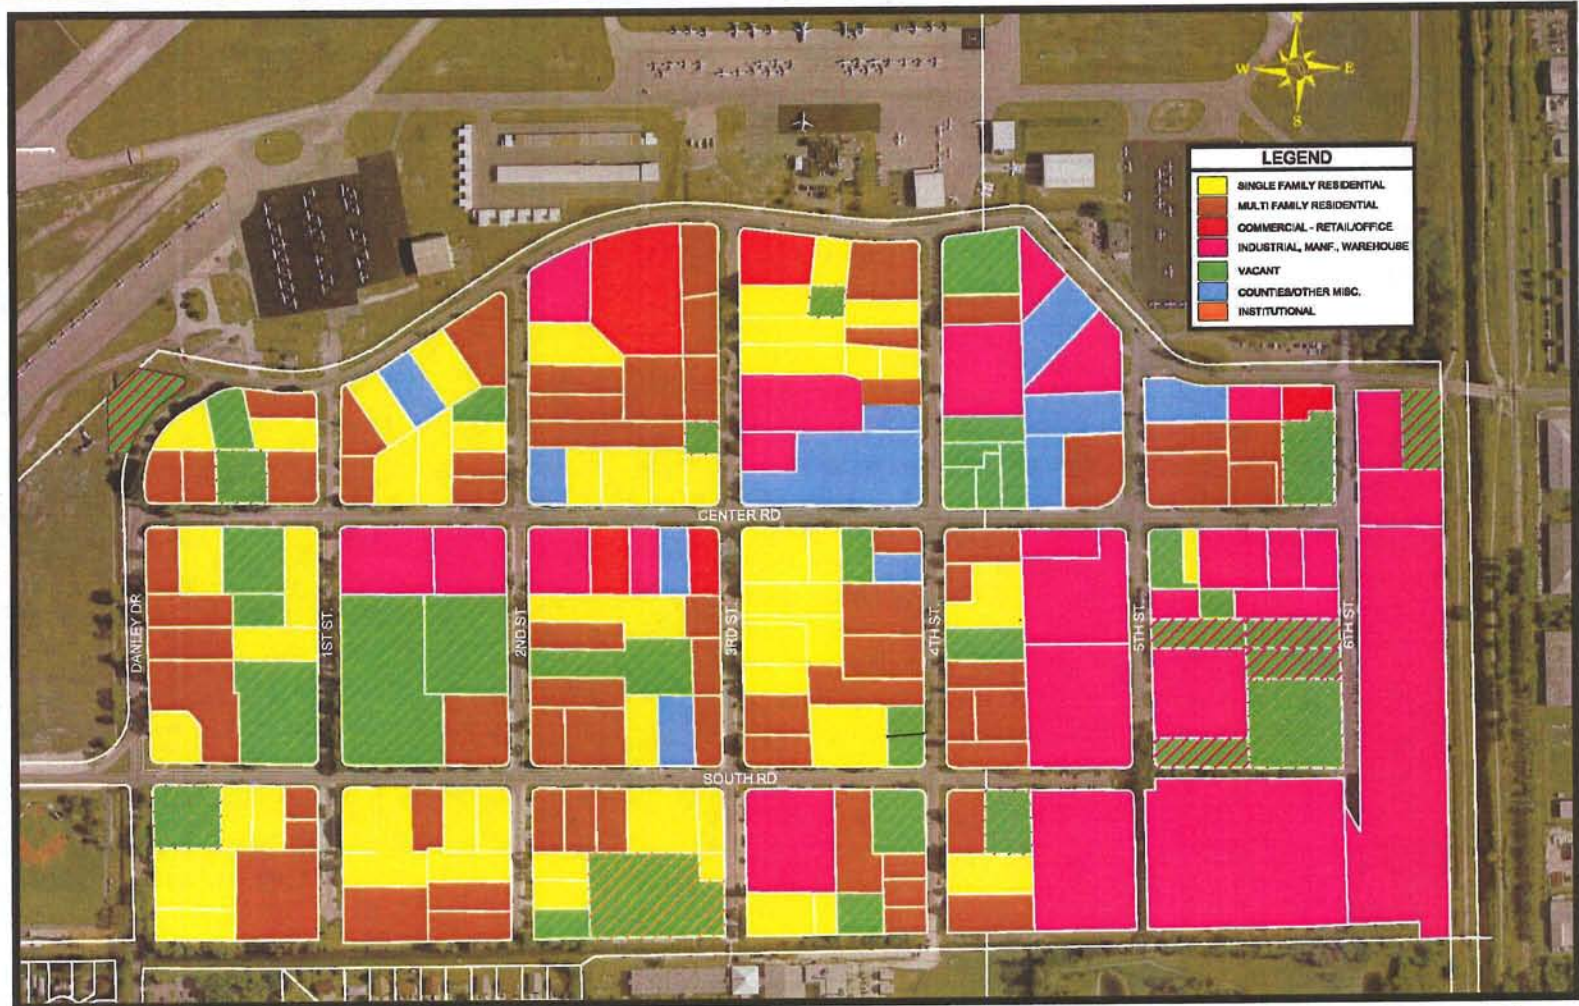 N
W E
S
LEGEND
SINGLE FAMILY RESIDENTIAL
MULTI FAMILY RESIDENTIAL
COMMERCIAL - RETAIL/OFFICE
INDUSTRIAL, MANF., WAREHOUSE
VACANT
COUNTIES/OTHER MISC.
INSTITUTIONAL
CENTER RD
DANLEY DR
1ST ST.
2ND ST.
3RD ST.
4TH ST.
5TH ST.
6TH ST.
SOUTH RD